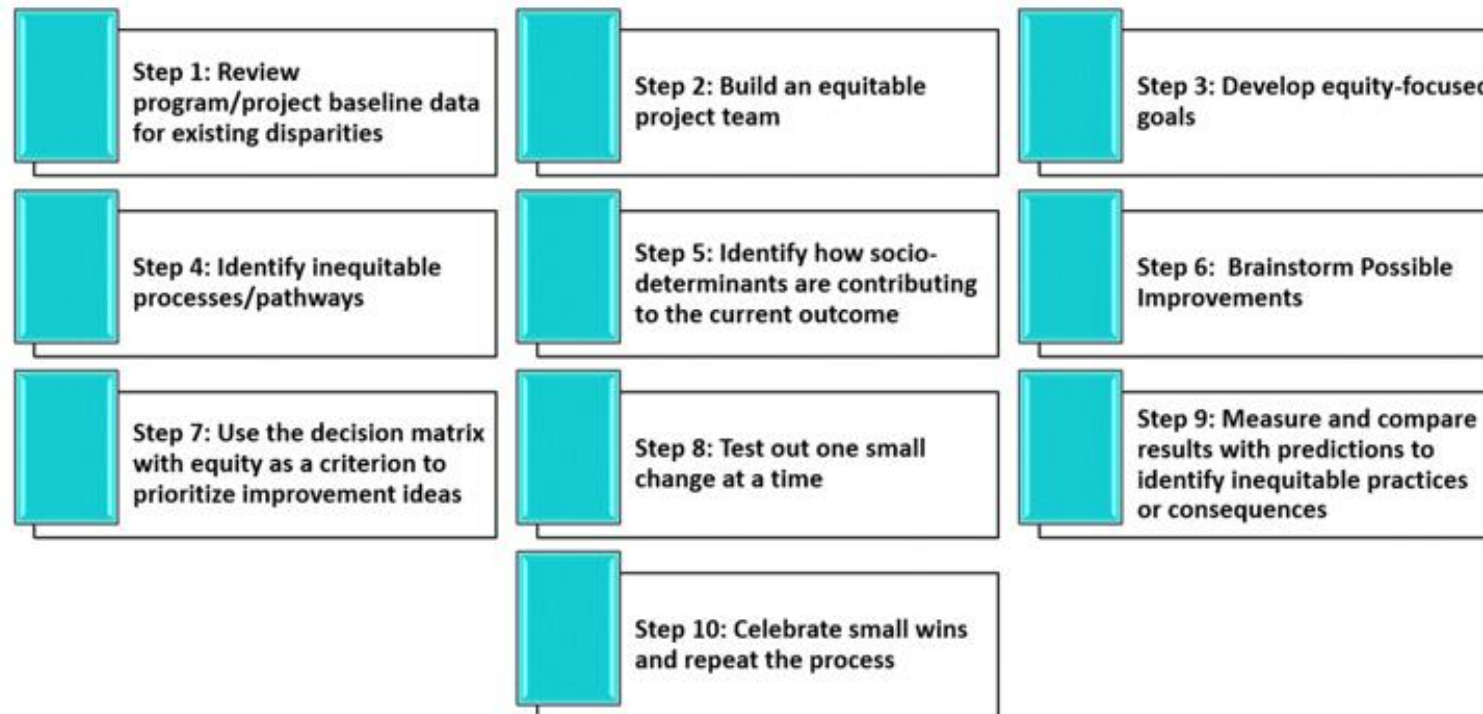 Step 1: Review
program/project baseline data
for existing disparities
Step 2: Build an equitable
project team
Step 3: Develop equity-focused
goals
Step 4: Identify inequitable
processes/pathways
Step 5: Identify how socio-
determinants are contributing
to the current outcome
Step 6:  Brainstorm Possible
Improvements
Step 7: Use the decision matrix
with equity as a criterion to
prioritize improvement ideas
Step 8: Test out one small
change at a time
Step 9: Measure and compare
results with predictions to
identify inequitable practices
or consequences
Step 10: Celebrate small wins
and repeat the process